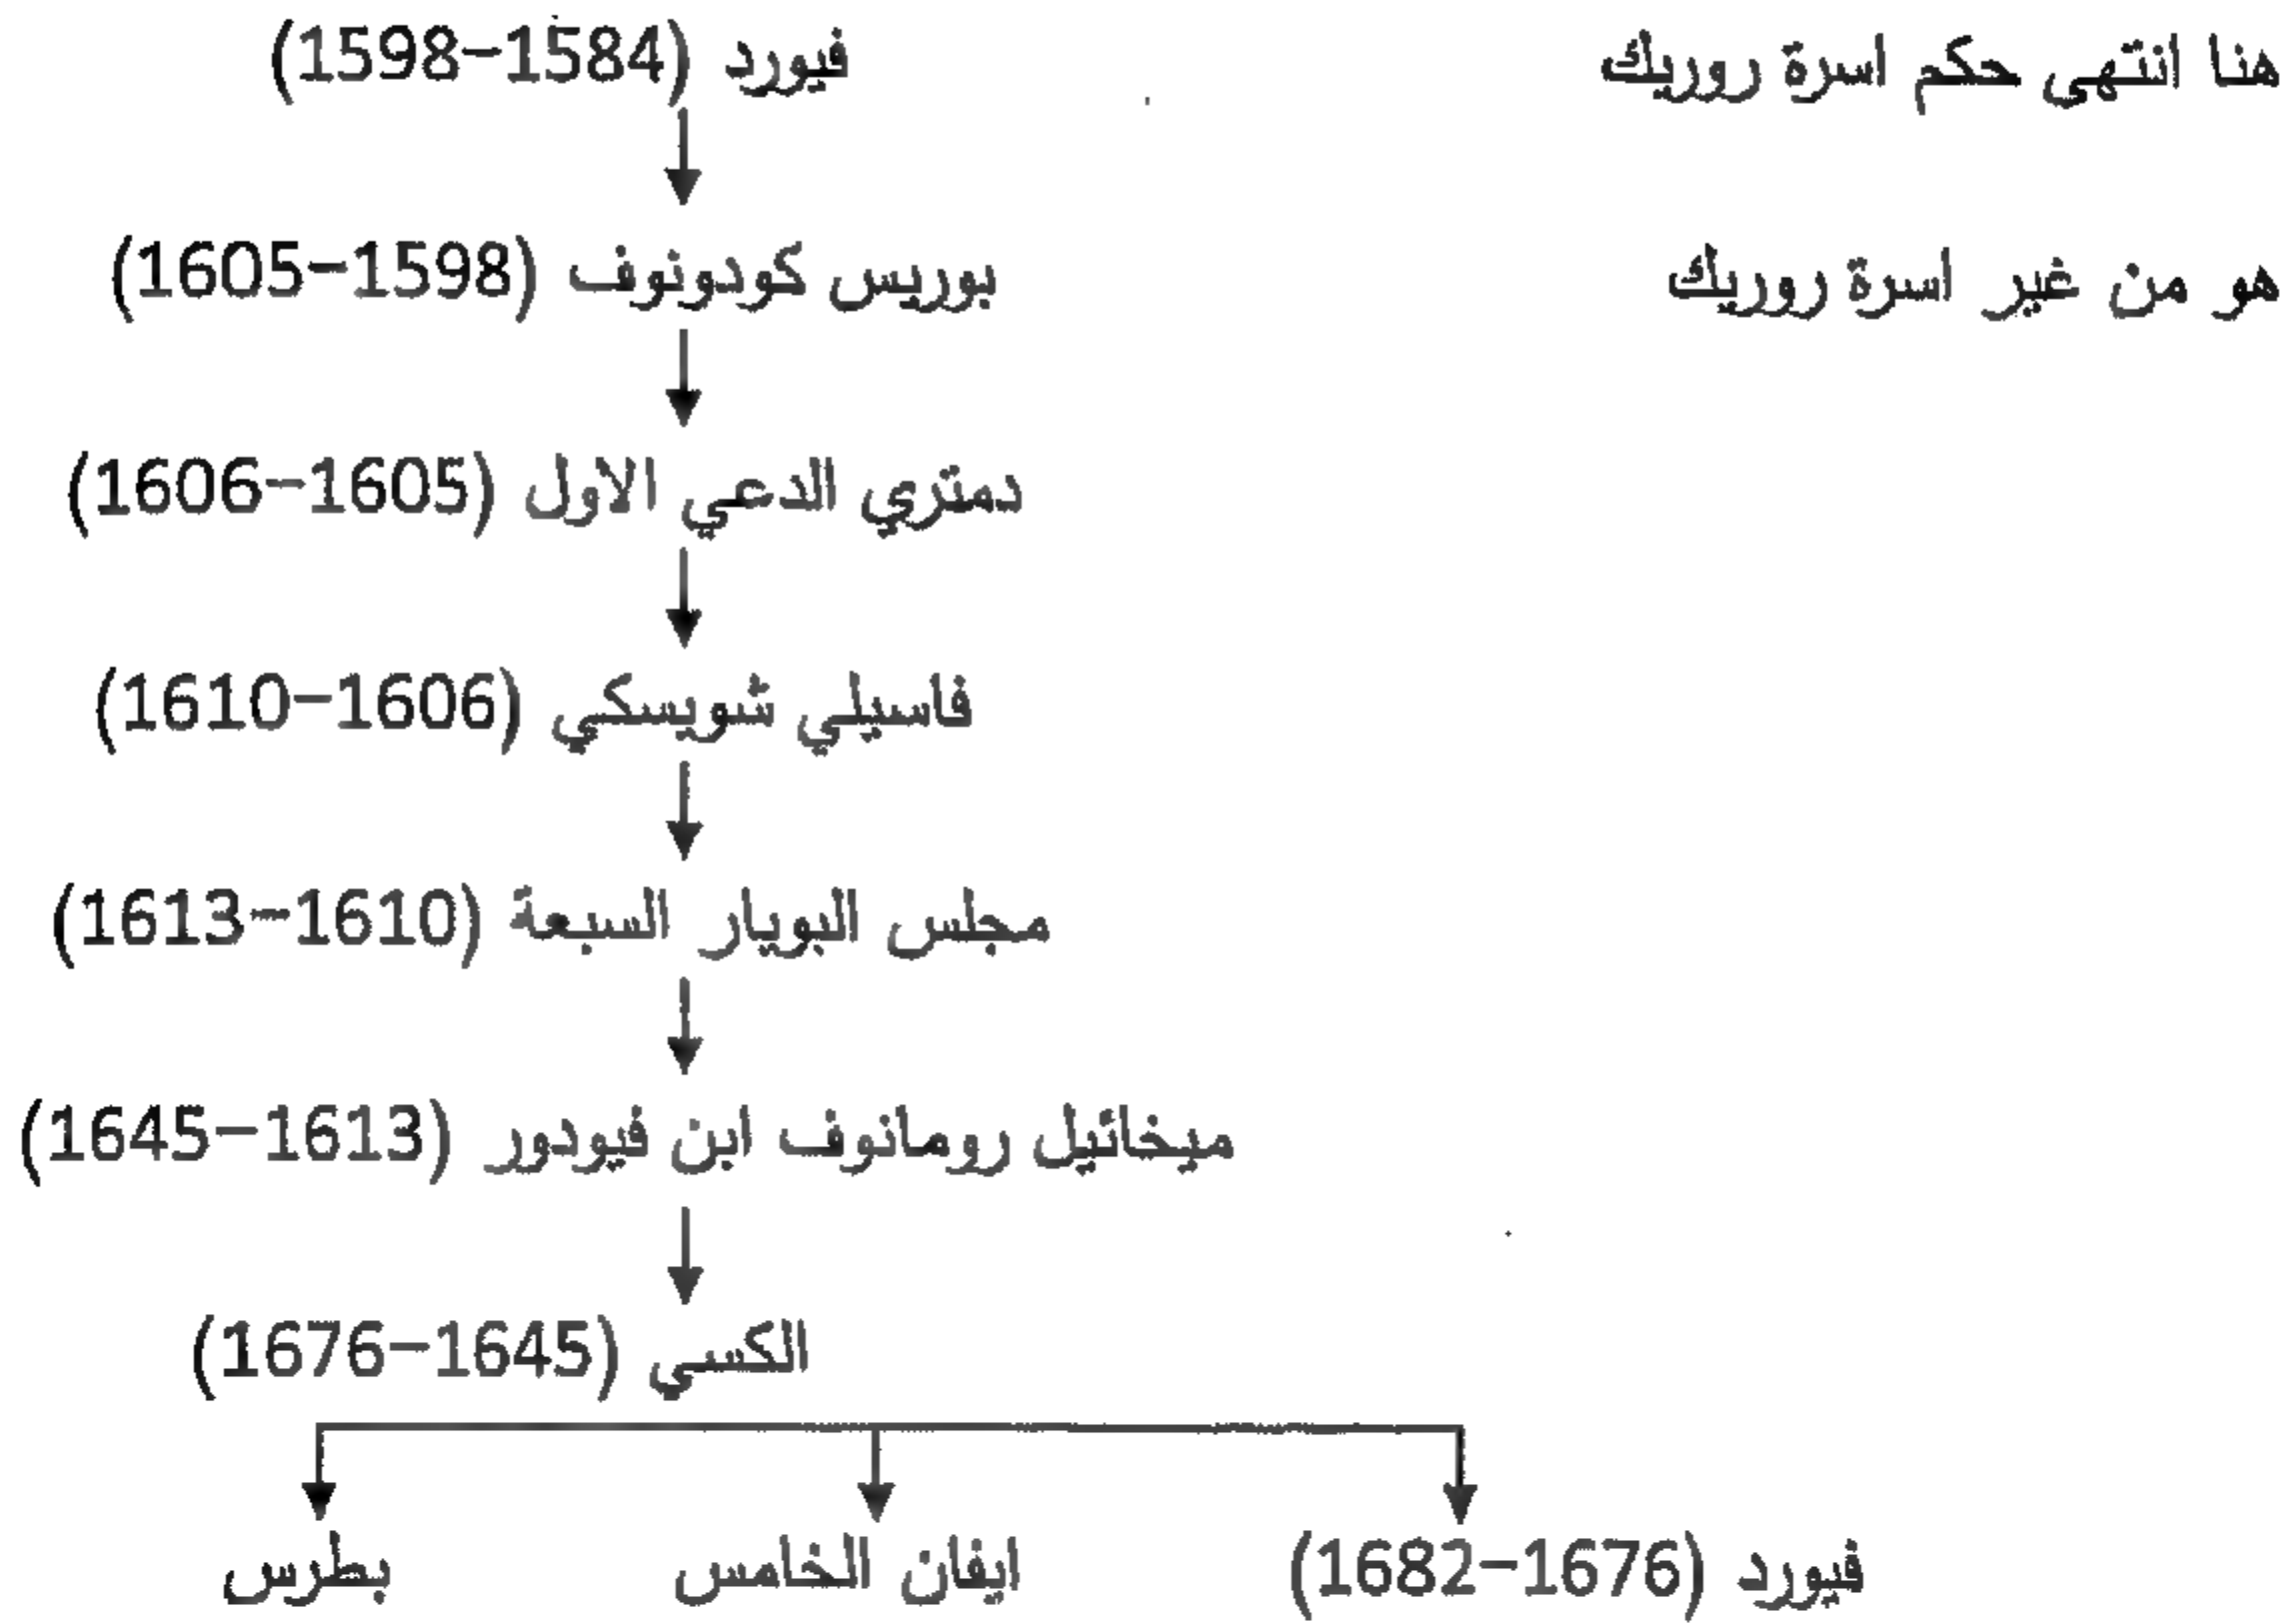 هنا انتهى حكم اسرة روريك فيورد (1584–1598)
هو من غير اسرة روريك بوريس كودونوف (1598–1605)
دمتري الدعي الاول (1605–1606)
فاسيلي شويسكي (1606–1610)
مجلس البويار السبعة (1610–1613)
ميخائيل رومانوف ابن فيودور (1613–1645)
الكسي (1645–1676)
فيورد (1676–1682) ايفان الخامس بطرس